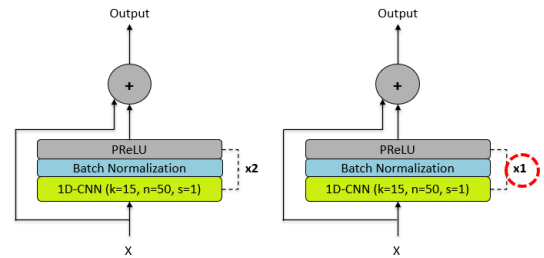 Output
+
PReLU
Batch Normalization
1D-CNN (k=15, n=50, s=1)
x2
X
Output
+
PReLU
Batch Normalization
1D-CNN (k=15, n=50, s=1)
x1
X